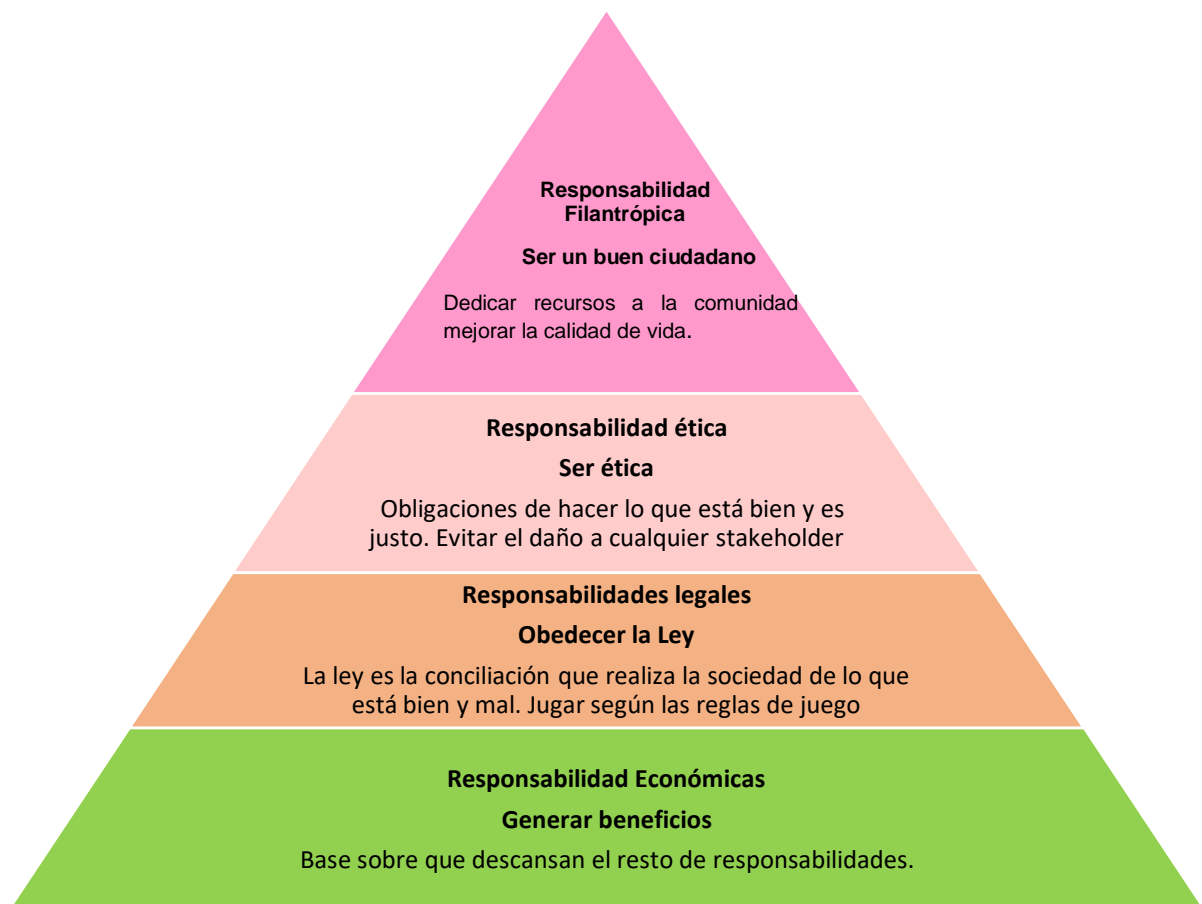 Responsabilidad
Filantrópica
Ser un buen ciudadano
Dedicar recursos a la comunidad
mejorar la calidad de vida.
Responsabilidad ética
Ser ética
Obligaciones de hacer lo que está bien y es
justo. Evitar el daño a cualquier stakeholder
Responsabilidades legales
Obedecer la Ley
La ley es la conciliación que realiza la sociedad de lo que
está bien y mal. Jugar según las reglas de juego
Responsabilidad Económicas
Generar beneficios
Base sobre que descansan el resto de responsabilidades.